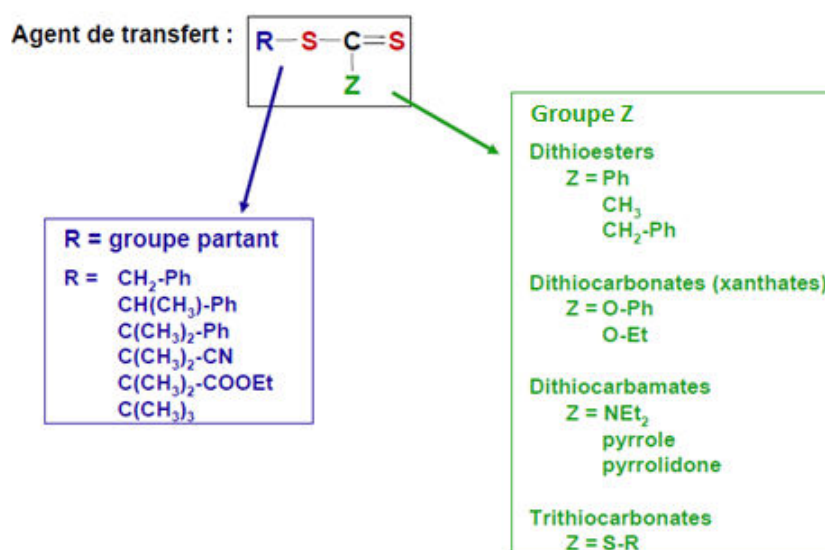 Agent de transfert :
R—S—C=S
Z
R = groupe partant
R = CH₂-Ph
CH(CH₃)-Ph
C(CH₃)₂-Ph
C(CH₃)₂-CN
C(CH₃)₂-COOEt
C(CH₃)₃
Groupe Z
Dithioesters
Z = Ph
CH₃
CH₂-Ph
Dithiocarbonates (xanthates)
Z = O-Ph
O-Et
Dithiocarbamates
Z = NEt₂
pyrrole
pyrrolidone
Trithiocarbonates
Z = S-R